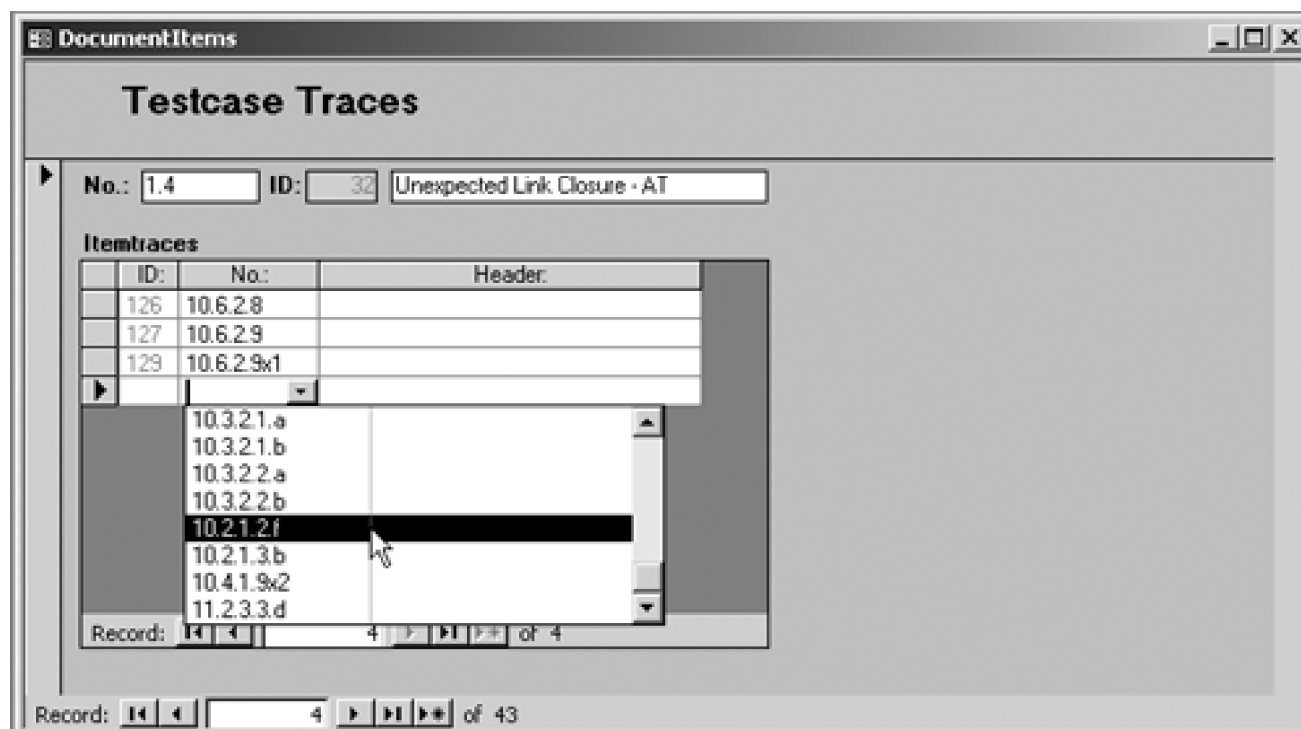 DocumentItems
Testcase Traces
No.: 1.4 ID: 32 Unexpected Link Closure - AT
Itemtraces
ID: No.: Header:
126 10.6.2.8
127 10.6.2.9
129 10.6.2.9x1
10.3.2.1.a
10.3.2.1.b
10.3.2.2.a
10.3.2.2.b
10.2.1.2.f
10.2.1.3.b
10.4.1.9x2
11.2.3.3.d
Record: 4 of 4
Record: 4 of 43